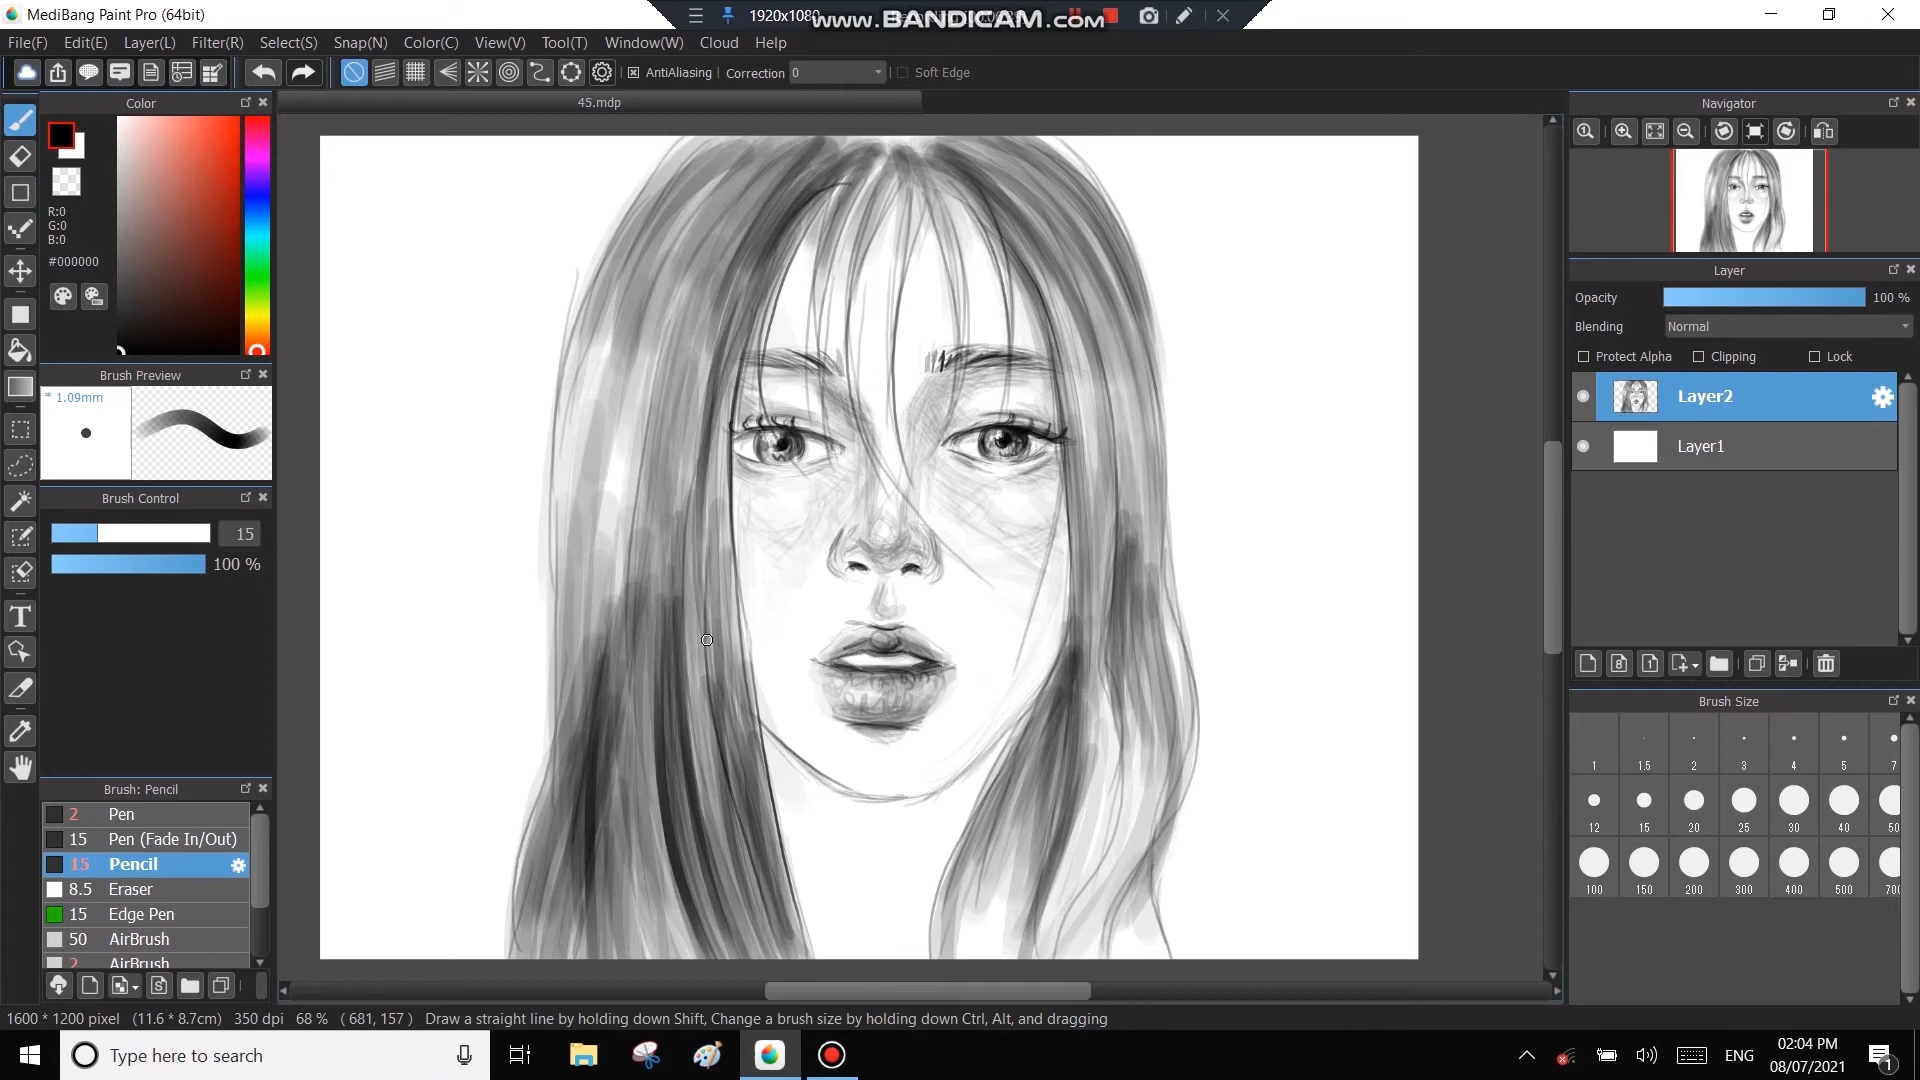 MediBang Paint Pro (64bit)
1920x1080
www.BANDICAM.com
File(F) Edit(E) Layer(L) Filter(R) Select(S) Snap(N) Color(C) View(V) Tool(T) Window(W) Cloud Help
AntiAliasing Correction 0 Soft Edge
Color
45.mdp
Navigator
R:0
G:0
B:0
#000000
Layer
Opacity 100 %
Blending Normal
Protect Alpha Clipping Lock
Brush Preview
* 1.09mm
Layer2
Layer1
Brush Control
15
100 %
Brush Size
1 1.5 2 3 4 5 7
12 15 20 25 30 40 50
100 150 200 300 400 500 700
Brush: Pencil
2 Pen
15 Pen (Fade In/Out)
15 Pencil
8.5 Eraser
15 Edge Pen
50 AirBrush
2 AirBrush
1600 * 1200 pixel (11.6 * 8.7cm) 350 dpi 68 % ( 681, 157 ) Draw a straight line by holding down Shift, Change a brush size by holding down Ctrl, Alt, and dragging
Type here to search
ENG
02:04 PM
08/07/2021
1